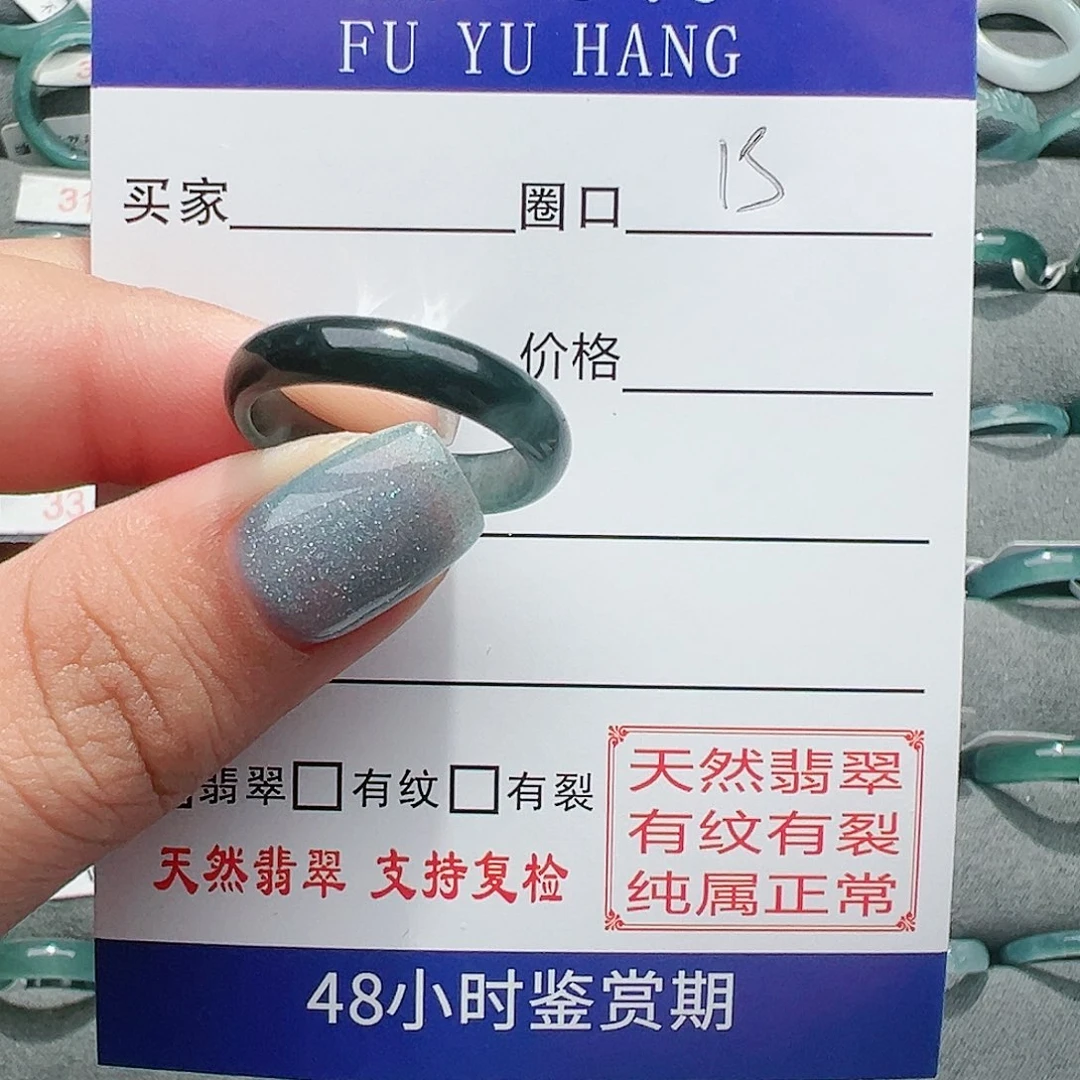 FU YU HANG
买家 圈口 15
价格
翡翠 有纹 有裂
天然翡翠 支持复检
天然翡翠
有纹有裂
纯属正常
48小时鉴赏期
31
33